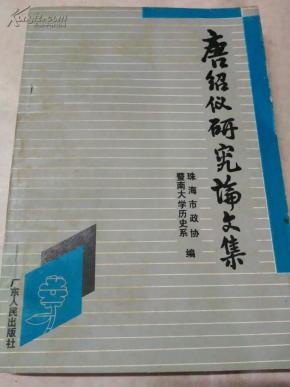 唐绍仪研究論文集
珠海市政协
暨南大学历史系
编
广东人民出版社